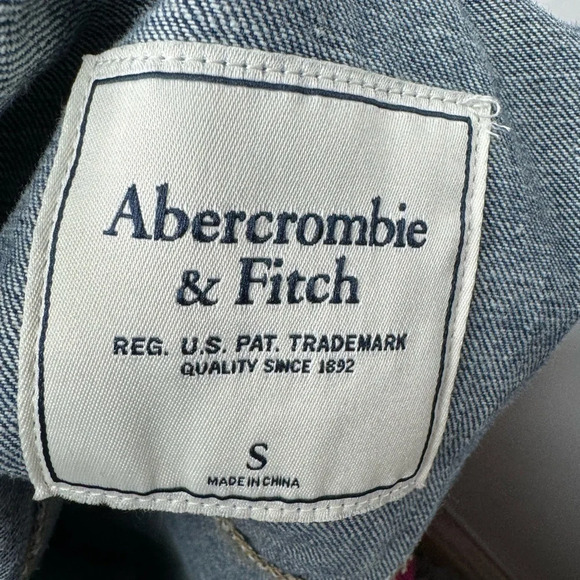 Abercrombie
& Fitch
REG. U.S. PAT. TRADEMARK
QUALITY SINCE 1892
S
MADE IN CHINA